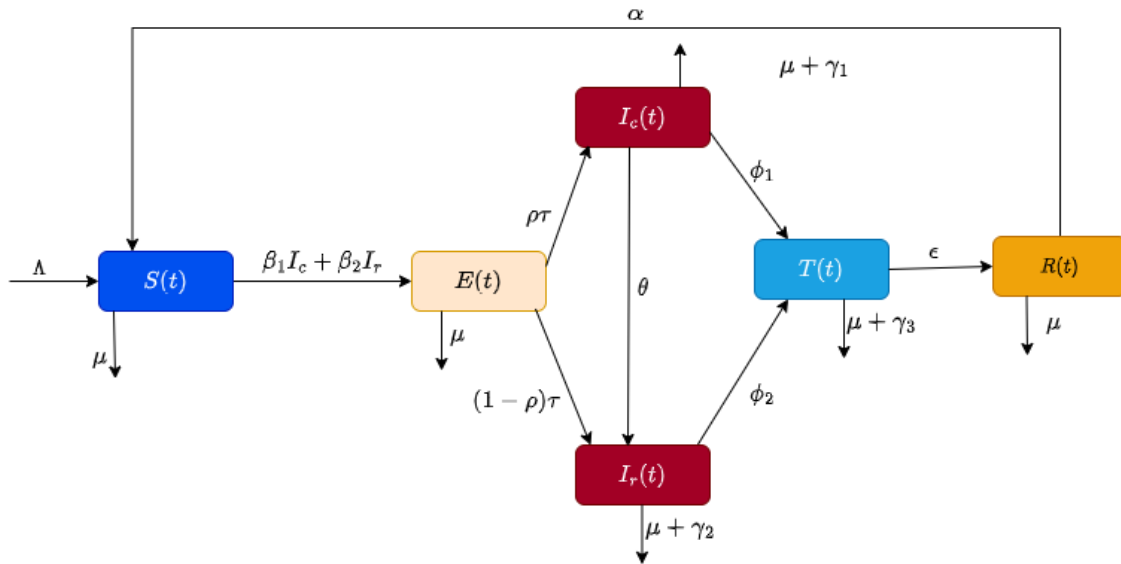 α
μ + γ₁
I_c(t)
ϕ₁
ρτ
Λ
S(t)
β₁I_c + β₂I_r
E(t)
θ
T(t)
ϵ
R(t)
μ
μ
μ + γ₃
μ
(1 − ρ)τ
ϕ₂
I_r(t)
μ + γ₂